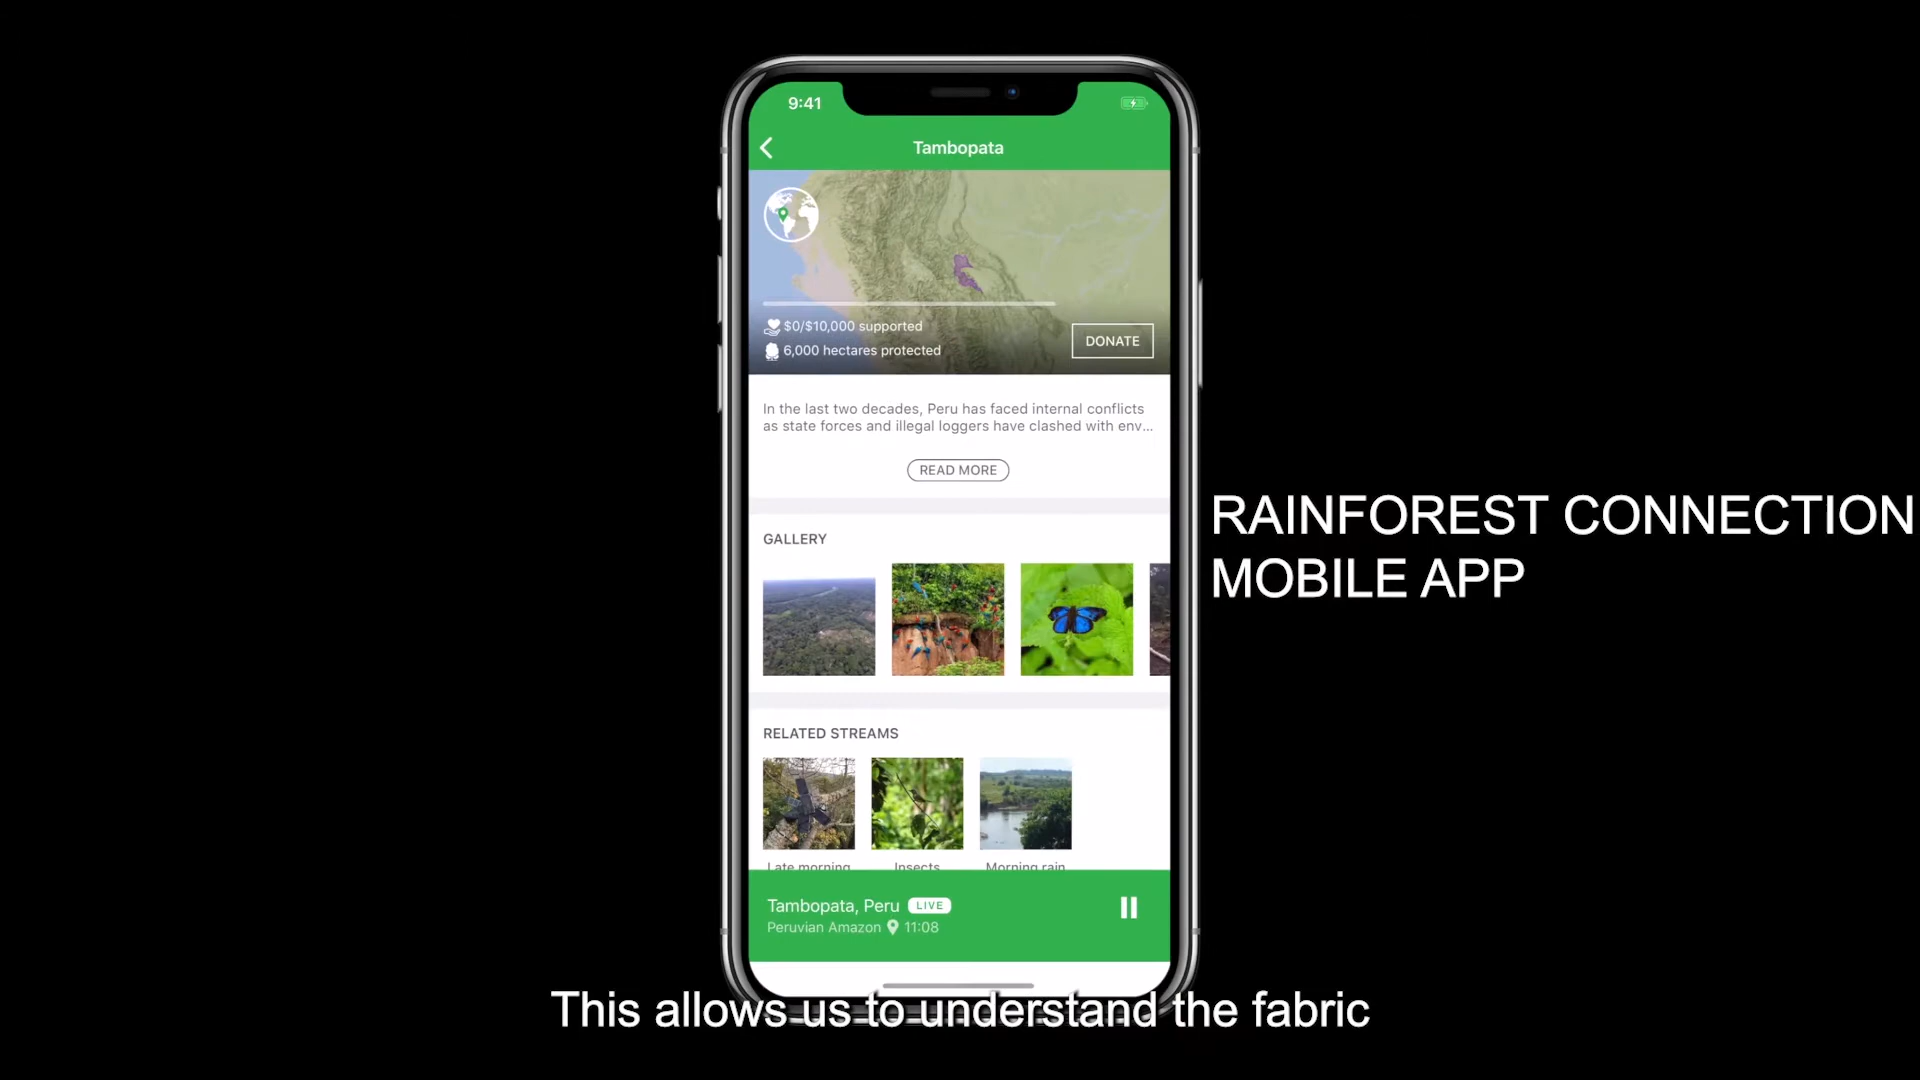 9:41
Tambopata
$0/$10,000 supported
6,000 hectares protected
DONATE
In the last two decades, Peru has faced internal conflicts
as state forces and illegal loggers have clashed with env...
READ MORE
GALLERY
RELATED STREAMS
Late morning
Insects
Morning rain
Tambopata, Peru LIVE
Peruvian Amazon 11:08
RAINFOREST CONNECTION
MOBILE APP
This allows us to understand the fabric